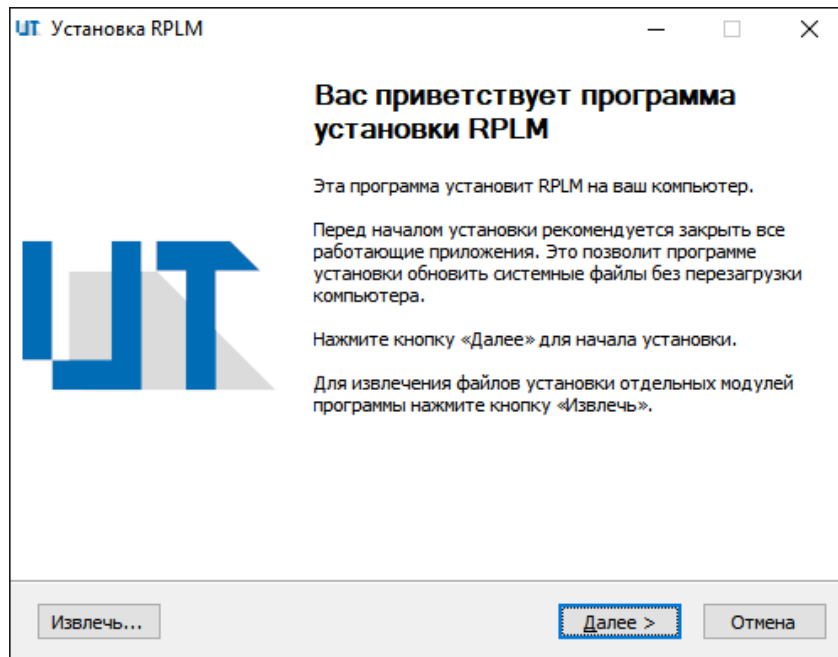 UT Установка RPLM
Вас приветствует программа
установки RPLM
Эта программа установит RPLM на ваш компьютер.
Перед началом установки рекомендуется закрыть все
работающие приложения. Это позволит программе
установки обновить системные файлы без перезагрузки
компьютера.
Нажмите кнопку «Далее» для начала установки.
Для извлечения файлов установки отдельных модулей
программы нажмите кнопку «Извлечь».
UT
Извлечь... Далее > Отмена